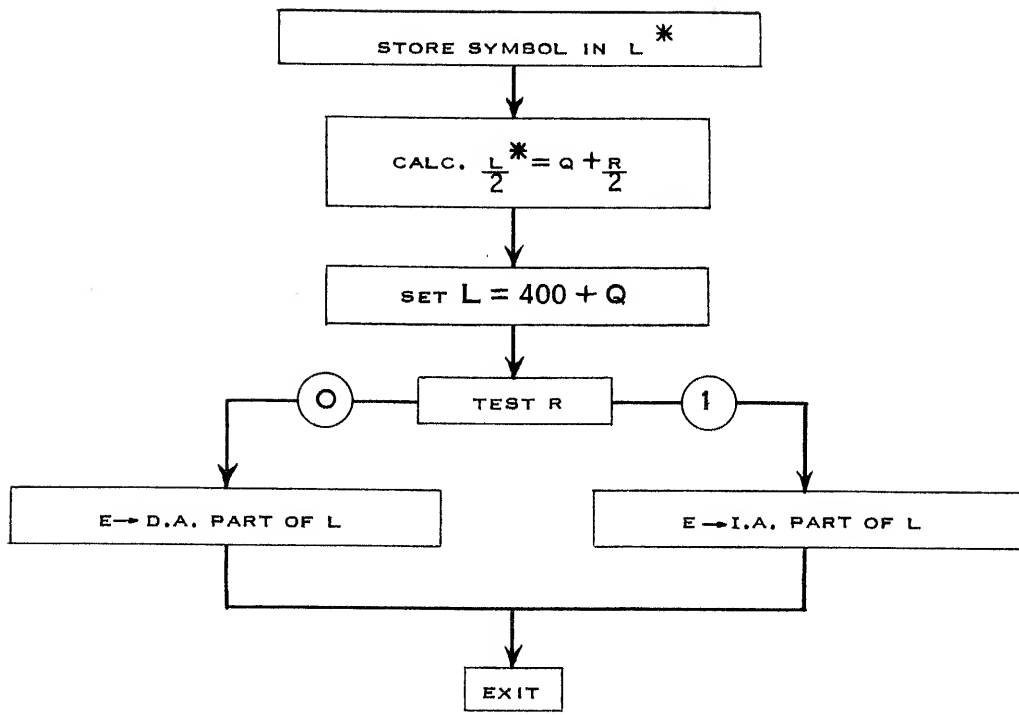 STORE SYMBOL IN L *
CALC. L/2 * = Q + R/2
SET L = 400 + Q
0
TEST R
1
E → D.A. PART OF L
E → I.A. PART OF L
EXIT